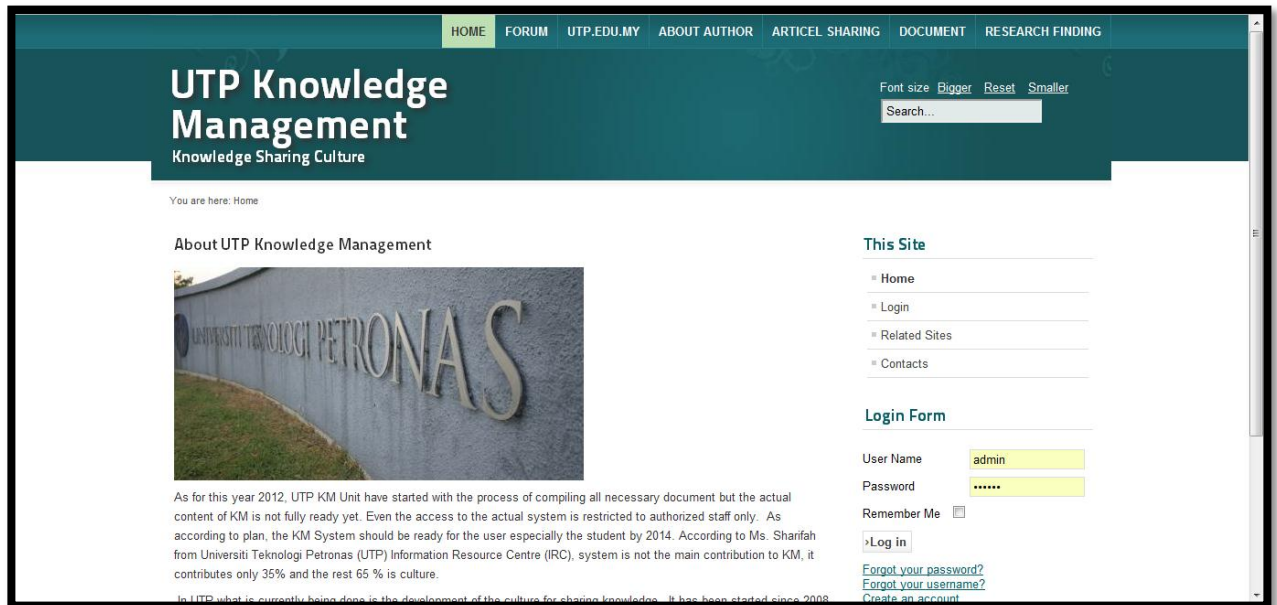 HOME FORUM UTP.EDU.MY ABOUT AUTHOR ARTICEL SHARING DOCUMENT RESEARCH FINDING
UTP Knowledge
Management
Knowledge Sharing Culture
Font size Bigger Reset Smaller
Search...
You are here: Home
About UTP Knowledge Management
UNIVERSITI TEKNOLOGI PETRONAS
As for this year 2012, UTP KM Unit have started with the process of compiling all necessary document but the actual
content of KM is not fully ready yet. Even the access to the actual system is restricted to authorized staff only. As
according to plan, the KM System should be ready for the user especially the student by 2014. According to Ms. Sharifah
from Universiti Teknologi Petronas (UTP) Information Resource Centre (IRC), system is not the main contribution to KM, it
contributes only 35% and the rest 65 % is culture.
In UTP what is currently being done is the development of the culture for sharing knowledge. It has been started since 2008
This Site
Home
Login
Related Sites
Contacts
Login Form
User Name admin
Password ••••••
Remember Me
›Log in
Forgot your password?
Forgot your username?
Create an account